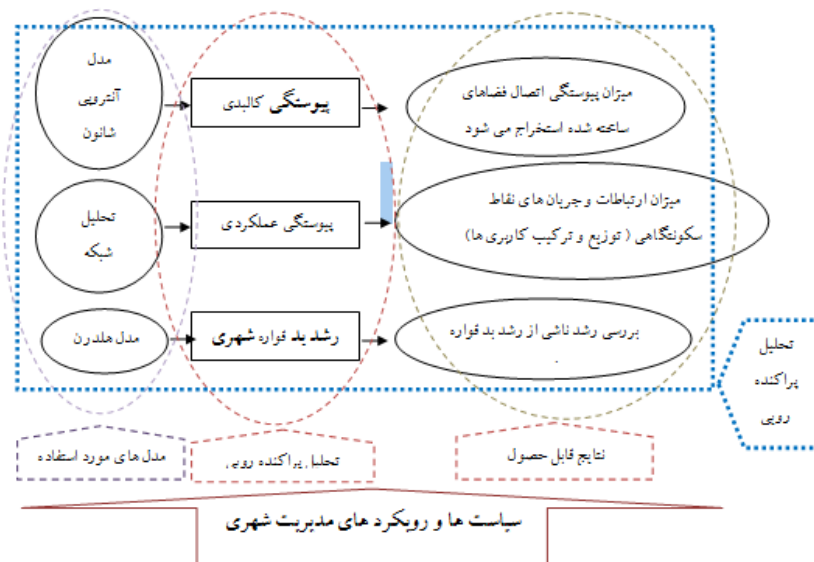 مدل
آنتروپی
شانون
پیوستگی کالبدی
میزان پیوستگی اتصال فضاهای
ساخته شده استخراج می شود
تحلیل
شبکه
پیوستگی عملکردی
میزان ارتباطات و جریان های نقاط
سکونتگاهی ( توزیع و ترکیب کاربری ها)
مدل هلدرن
رشد بد قواره شهری
بررسی رشد ناشی از رشد بد قواره
.
تحلیل
پراکنده
رویی
مدل های مورد استفاده
تحلیل پراکنده رویی
نتایج قابل حصول
سیاست ها و رویکرد های مدیریت شهری